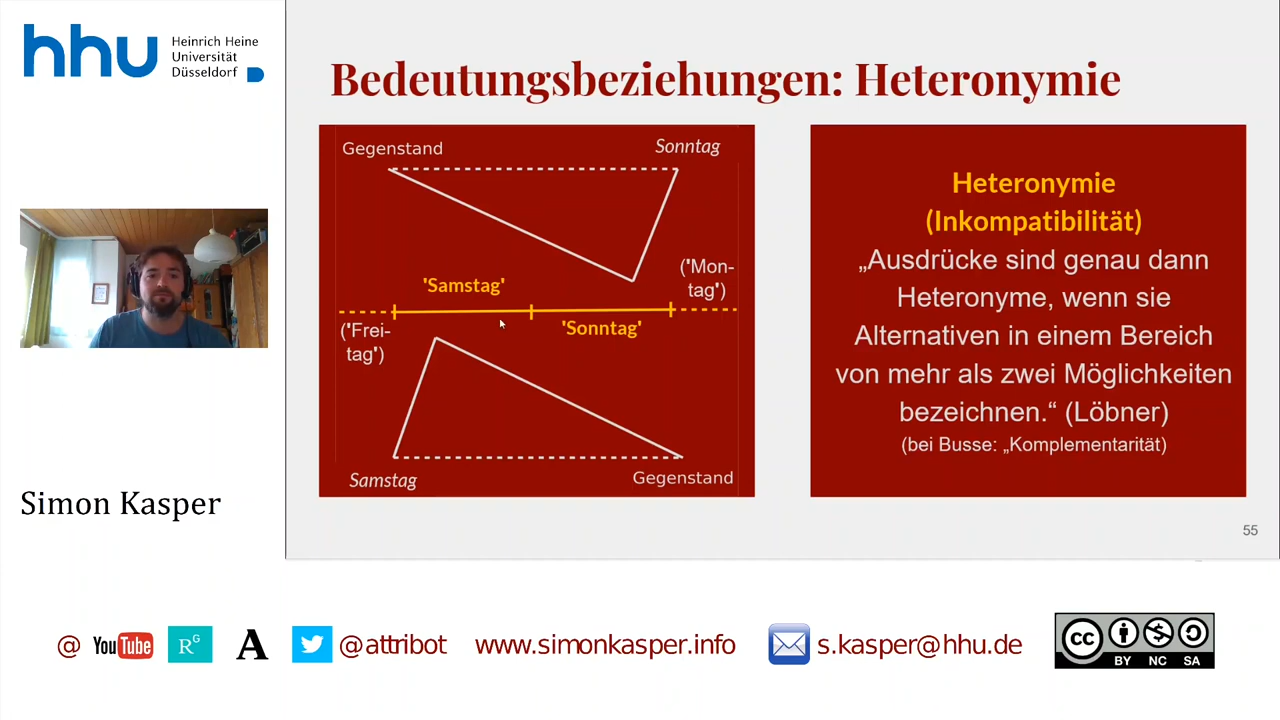 hhu
Heinrich Heine
Universität
Düsseldorf
Simon Kasper
Bedeutungsbeziehungen: Heteronymie
Gegenstand
Sonntag
'Samstag'
('Mon-
tag')
('Frei-
tag')
'Sonntag'
Samstag
Gegenstand
Heteronymie
(Inkompatibilität)
„Ausdrücke sind genau dann
Heteronyme, wenn sie
Alternativen in einem Bereich
von mehr als zwei Möglichkeiten
bezeichnen.“ (Löbner)
(bei Busse: „Komplementarität)
55
@ YouTube RG A @attribot www.simonkasper.info s.kasper@hhu.de
cc BY NC SA